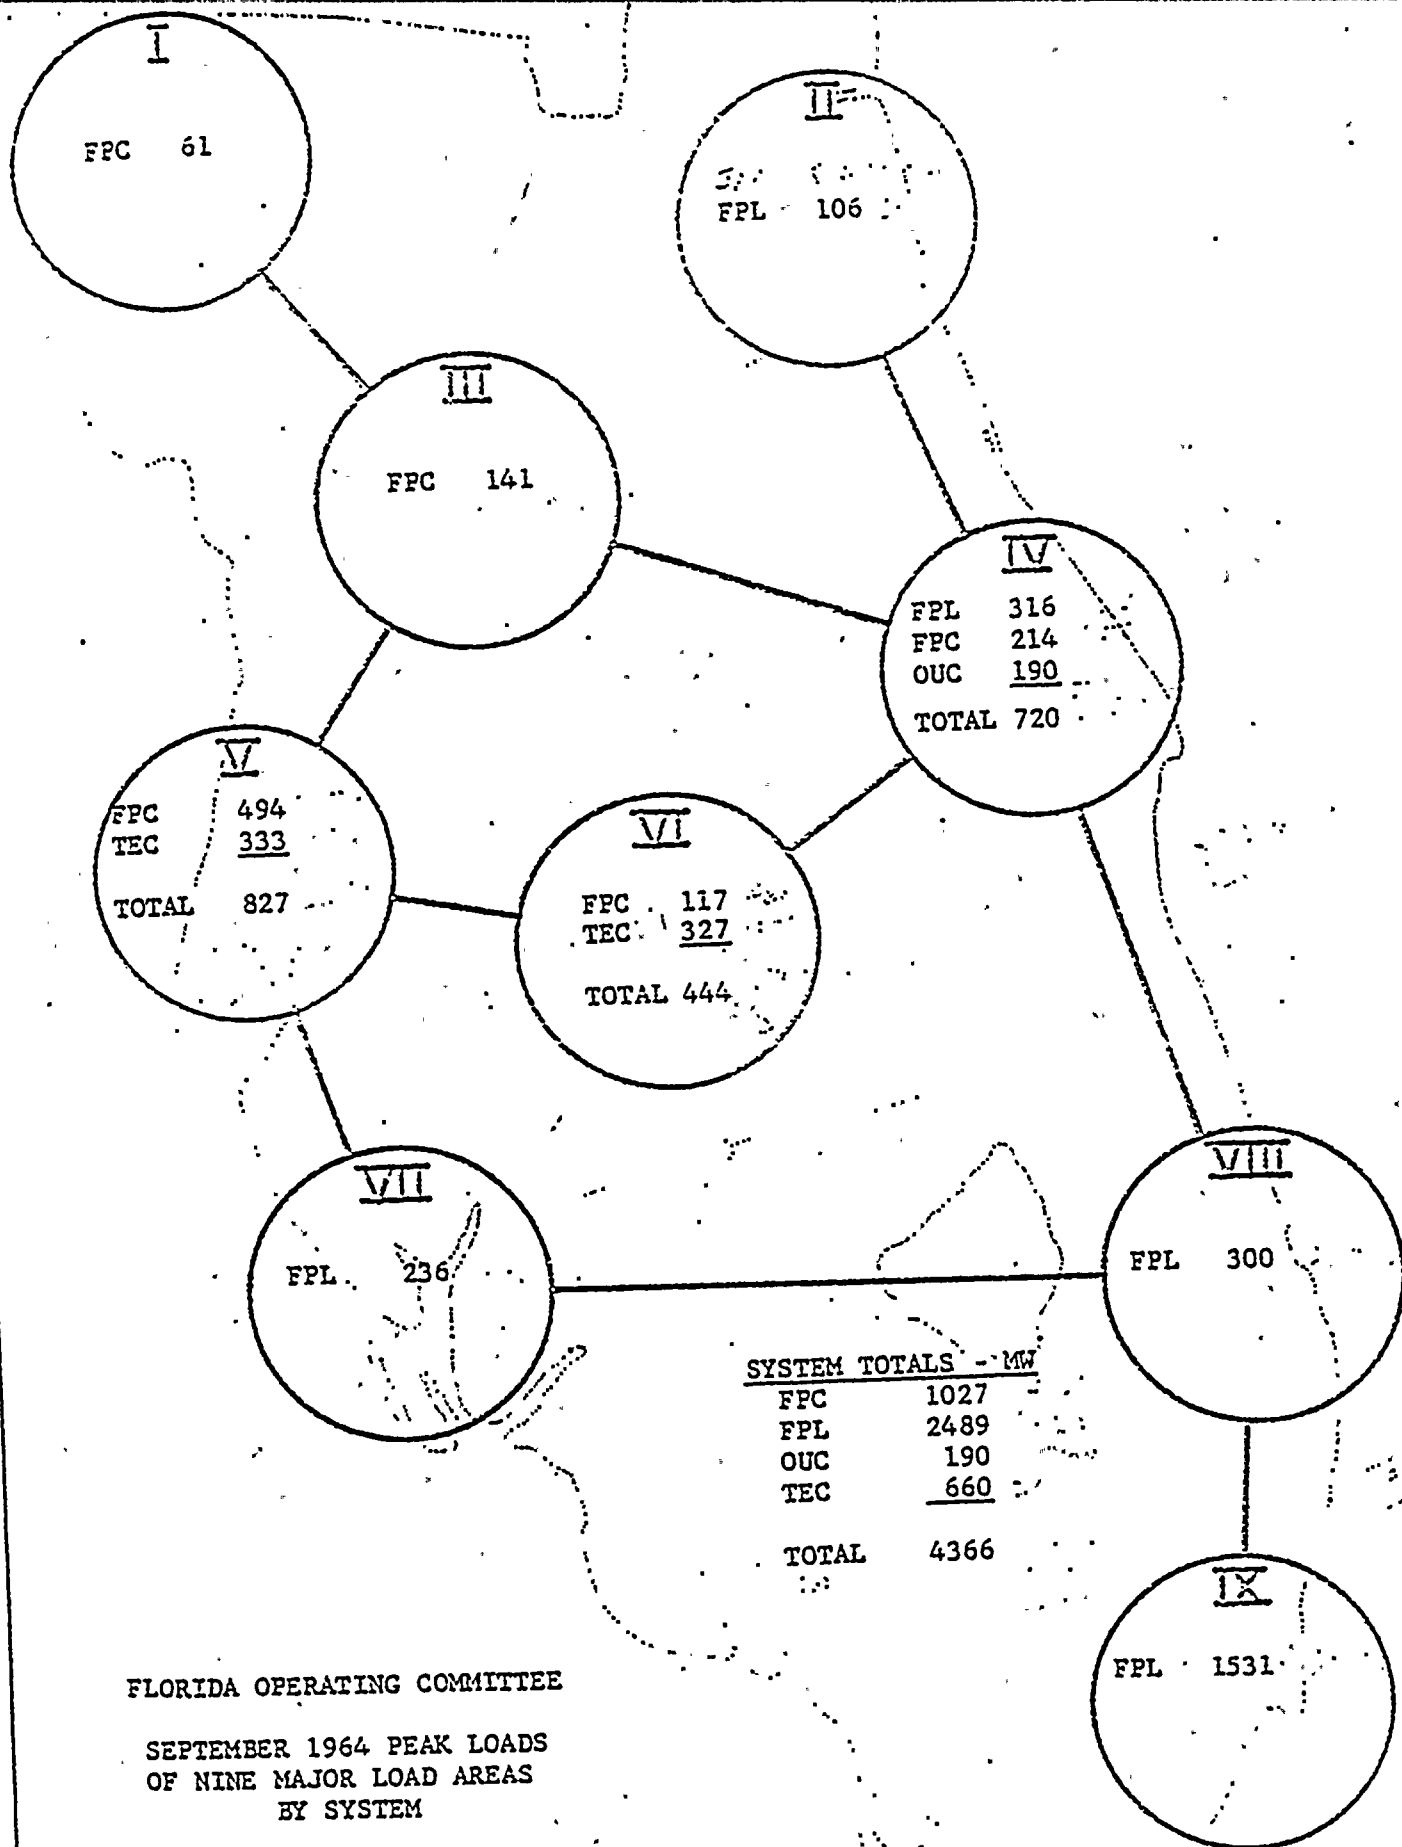 I
FPC 61
II
FPL 106
III
FPC 141
IV
FPL 316
FPC 214
OUC 190
TOTAL 720
V
FPC 494
TEC 333
TOTAL 827
VI
FPC 117
TEC 327
TOTAL 444
VII
FPL 236
VIII
FPL 300
SYSTEM TOTALS - MW
FPC 1027
FPL 2489
OUC 190
TEC 660
TOTAL 4366
IX
FPL 1531
FLORIDA OPERATING COMMITTEE
SEPTEMBER 1964 PEAK LOADS
OF NINE MAJOR LOAD AREAS
BY SYSTEM